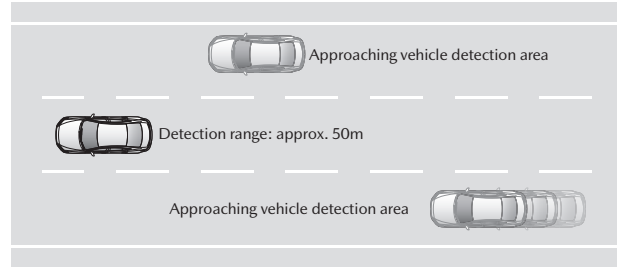 Approaching vehicle detection area
Detection range: approx. 50m
Approaching vehicle detection area